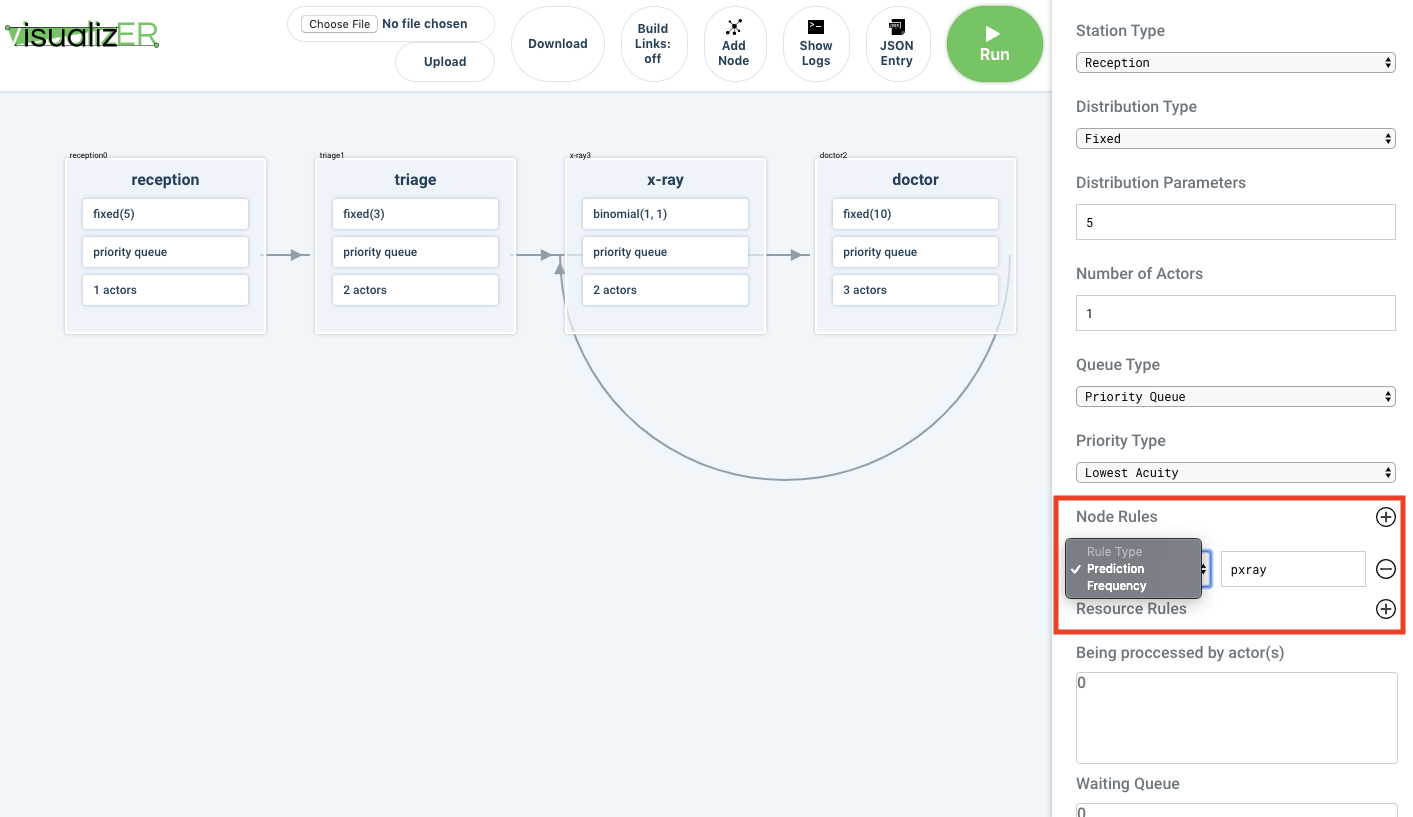 visualizER
Choose File No file chosen
Upload
Download
Build
Links:
off
Add
Node
Show
Logs
JSON
Entry
Run
reception0
reception
fixed(5)
priority queue
1 actors
triage1
triage
fixed(3)
priority queue
2 actors
x-ray3
x-ray
binomial(1, 1)
priority queue
2 actors
doctor2
doctor
fixed(10)
priority queue
3 actors
Station Type
Reception
Distribution Type
Fixed
Distribution Parameters
5
Number of Actors
1
Queue Type
Priority Queue
Priority Type
Lowest Acuity
Node Rules
Rule Type
Prediction
Frequency
pxray
Resource Rules
Being proccessed by actor(s)
0
Waiting Queue
0